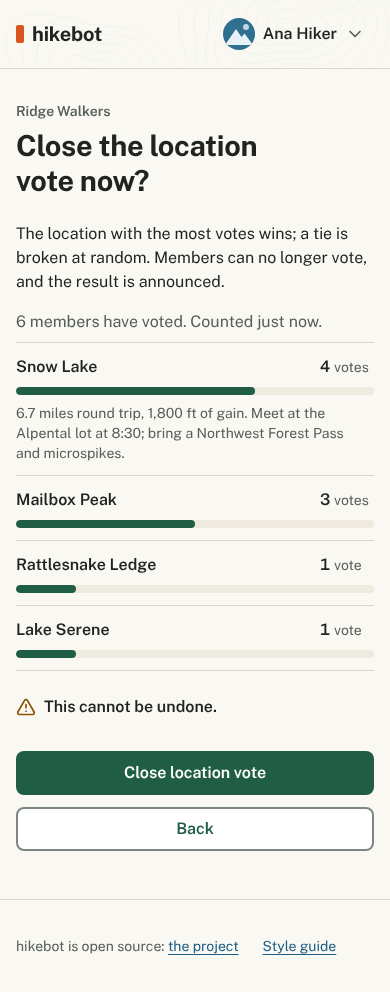 hikebot
Ana Hiker
Ridge Walkers
Close the location
vote now?
The location with the most votes wins; a tie is
broken at random. Members can no longer vote,
and the result is announced.
6 members have voted. Counted just now.
Snow Lake 4 votes
6.7 miles round trip, 1,800 ft of gain. Meet at the
Alpental lot at 8:30; bring a Northwest Forest Pass
and microspikes.
Mailbox Peak 3 votes
Rattlesnake Ledge 1 vote
Lake Serene 1 vote
This cannot be undone.
Close location vote
Back
hikebot is open source: the project Style guide